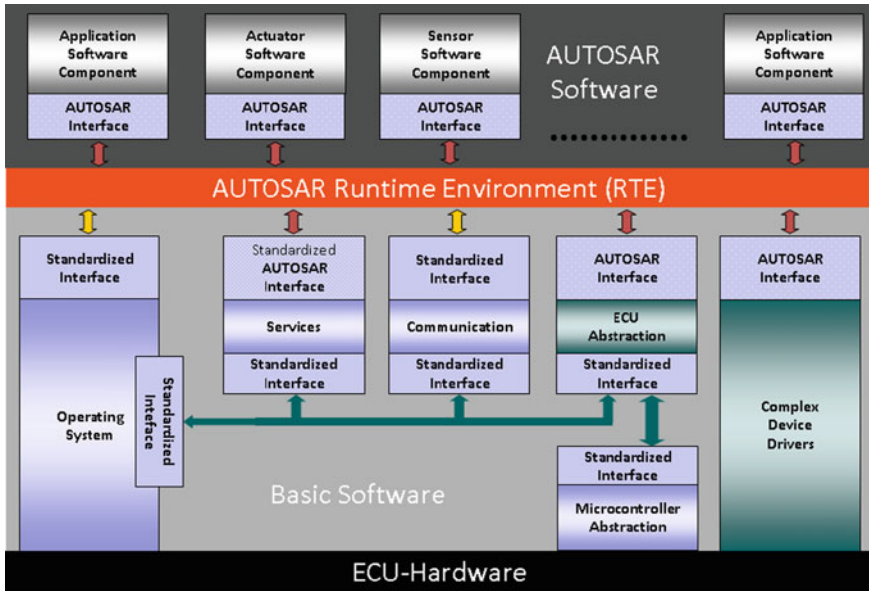 Application
Software
Component
AUTOSAR
Interface
Actuator
Software
Component
AUTOSAR
Interface
Sensor
Software
Component
AUTOSAR
Interface
AUTOSAR
Software
Application
Software
Component
AUTOSAR
Interface
AUTOSAR Runtime Environment (RTE)
Standardized
Interface
Operating
System
Standardized
Inteface
Standardized
AUTOSAR
Interface
Services
Standardized
Interface
Standardized
Interface
Communication
Standardized
Interface
AUTOSAR
Interface
ECU
Abstraction
Standardized
Interface
Standardized
Interface
Microcontroller
Abstraction
AUTOSAR
Interface
Complex
Device
Drivers
Basic Software
ECU-Hardware